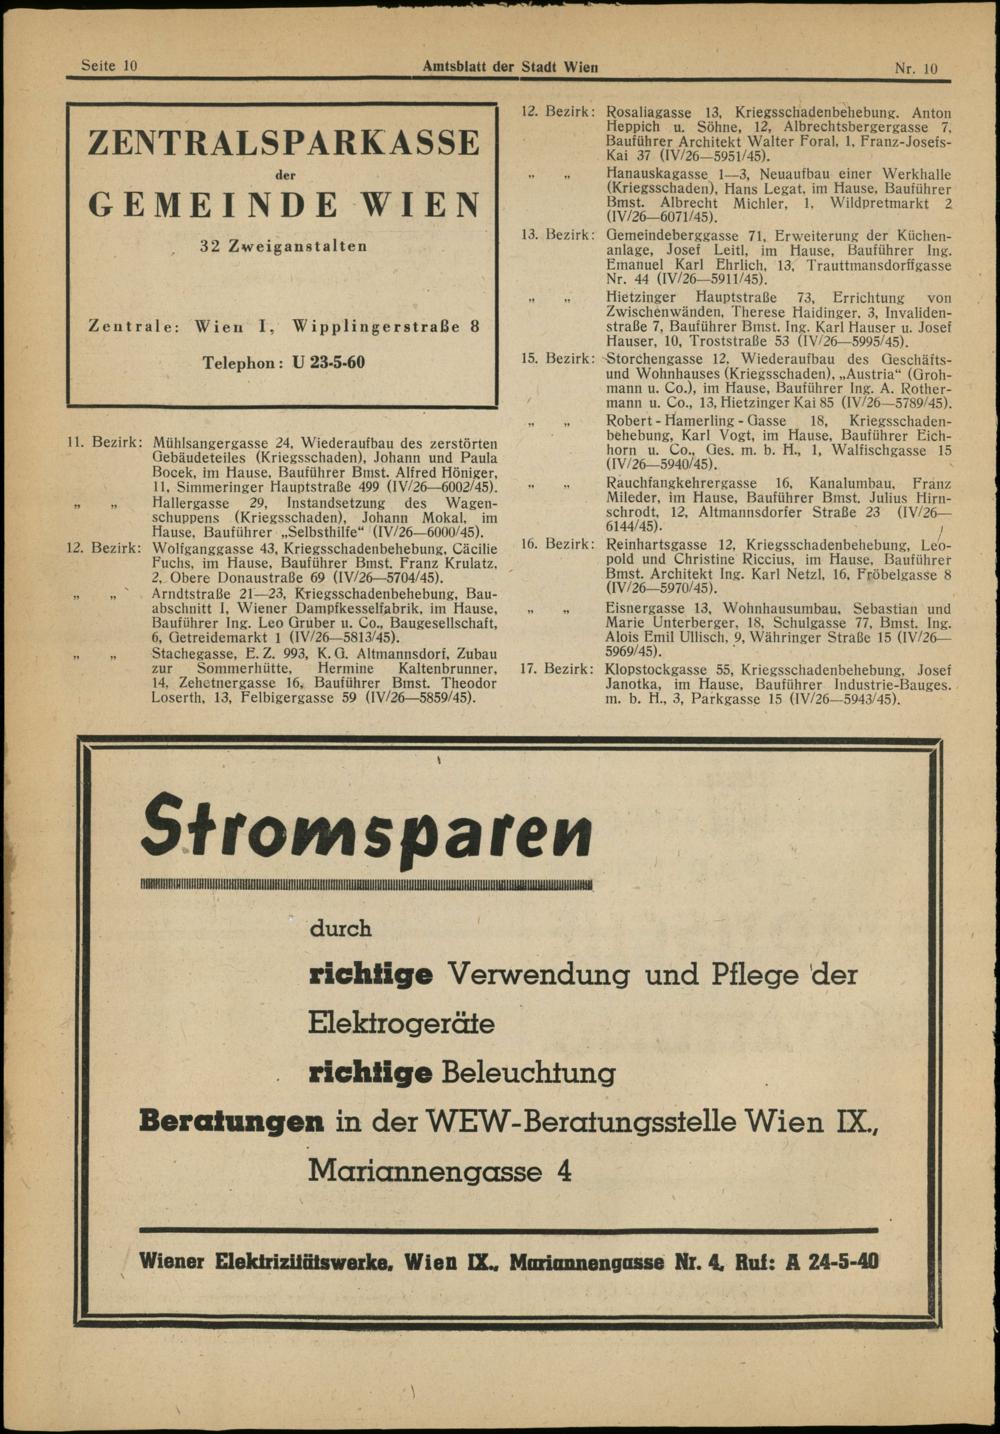 Seite 10
Amtsblatt der Stadt Wien
Nr. 10
ZENTRALSPARKASSE
der
GEMEINDE WIEN
32 Zweiganstalten
Zentrale: Wien I, Wipplingerstraße 8
Telephon: U 23-5-60
11. Bezirk: Mühlsangergasse 24, Wiederaufbau des zerstörten
Gebäudeteiles (Kriegsschaden), Johann und Paula
Bocek, im Hause, Bauführer Bmst. Alfred Höniger,
11, Simmeringer Hauptstraße 499 (IV/26—6002/45).
„ „ Hallergasse 29, Instandsetzung des Wagen-
schuppens (Kriegsschaden), Johann Mokal, im
Hause, Bauführer „Selbsthilfe“ (IV/26—6000/45).
12. Bezirk: Wolfganggasse 43, Kriegsschadenbehebung, Cäcilie
Fuchs, im Hause, Bauführer Bmst. Franz Krulatz,
2, Obere Donaustraße 69 (IV/26—5704/45).
„ „ Arndtstraße 21—23, Kriegsschadenbehebung, Bau-
abschnitt I, Wiener Dampfkesselfabrik, im Hause,
Bauführer Ing. Leo Gruber u. Co., Baugesellschaft,
6, Getreidemarkt 1 (IV/26—5813/45).
„ „ Stachegasse, E. Z. 993, K. G. Altmannsdorf, Zubau
zur Sommerhütte, Hermine Kaltenbrunner,
14, Zehetnergasse 16, Bauführer Bmst. Theodor
Loserth, 13, Felbigergasse 59 (IV/26—5859/45).
12. Bezirk: Rosaliagasse 13, Kriegsschadenbehebung, Anton
Heppich u. Söhne, 12, Albrechtsbergergasse 7,
Bauführer Architekt Walter Foral, 1, Franz-Josefs-
Kai 37 (IV/26—5951/45).
„ „ Hanauskagasse 1—3, Neuaufbau einer Werkhalle
(Kriegsschaden), Hans Legat, im Hause, Bauführer
Bmst. Albrecht Michler, 1, Wildpretmarkt 2
(IV/26—6071/45).
13. Bezirk: Gemeindeberggasse 71, Erweiterung der Küchen-
anlage, Josef Leitl, im Hause, Bauführer Ing.
Emanuel Karl Ehrlich, 13, Trauttmansdorffgasse
Nr. 44 (IV/26—5911/45).
„ „ Hietzinger Hauptstraße 73, Errichtung von
Zwischenwänden, Therese Haidinger, 3, Invaliden-
straße 7, Bauführer Bmst. Ing. Karl Hauser u. Josef
Hauser, 10, Troststraße 53 (IV/26—5995/45).
15. Bezirk: Storchengasse 12, Wiederaufbau des Geschäfts-
und Wohnhauses (Kriegsschaden), „Austria“ (Groh-
mann u. Co.), im Hause, Bauführer Ing. A. Rother-
mann u. Co., 13, Hietzinger Kai 85 (IV/26—5789/45).
„ „ Robert-Hamerling-Gasse 18, Kriegsschaden-
behebung, Karl Vogt, im Hause, Bauführer Eich-
horn u. Co., Ges. m. b. H., 1, Walfischgasse 15
(IV/26—5940/45).
„ „ Rauchfangkehrergasse 16, Kanalumbau, Franz
Mileder, im Hause, Bauführer Bmst. Julius Hirn-
schrodt, 12, Altmannsdorfer Straße 23 (IV/26—
6144/45).
16. Bezirk: Reinhartsgasse 12, Kriegsschadenbehebung, Leo-
pold und Christine Riccius, im Hause, Bauführer
Bmst. Architekt Ing. Karl Netzl, 16, Fröbelgasse 8
(IV/26—5970/45).
„ „ Eisnergasse 13, Wohnhausumbau, Sebastian und
Marie Unterberger, 18, Schulgasse 77, Bmst. Ing.
Alois Emil Ullisch, 9, Währinger Straße 15 (IV/26—
5969/45).
17. Bezirk: Klopstockgasse 55, Kriegsschadenbehebung, Josef
Janotka, im Hause, Bauführer Industrie-Bauges.
m. b. H., 3, Parkgasse 15 (IV/26—5943/45).
Stromsparen
durch
richtige Verwendung und Pflege der
Elektrogeräte
richtige Beleuchtung
Beratungen in der WEW-Beratungsstelle Wien IX.,
Mariannengasse 4
Wiener Elektrizitätswerke, Wien IX., Mariannengasse Nr. 4, Ruf: A 24-5-40